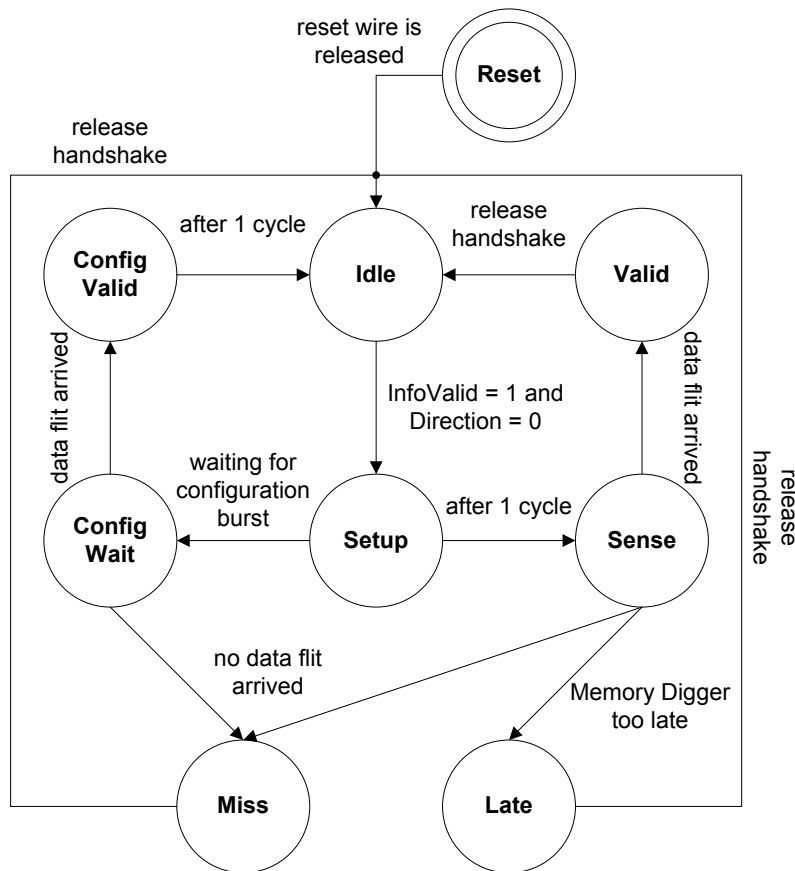 reset wire is
released
Reset
release
handshake
after 1 cycle
release
handshake
Config
Valid
Idle
Valid
data flit arrived
InfoValid = 1 and
Direction = 0
data flit arrived
waiting for
configuration
burst
after 1 cycle
release
handshake
Config
Wait
Setup
Sense
no data flit
arrived
Memory Digger
too late
Miss
Late